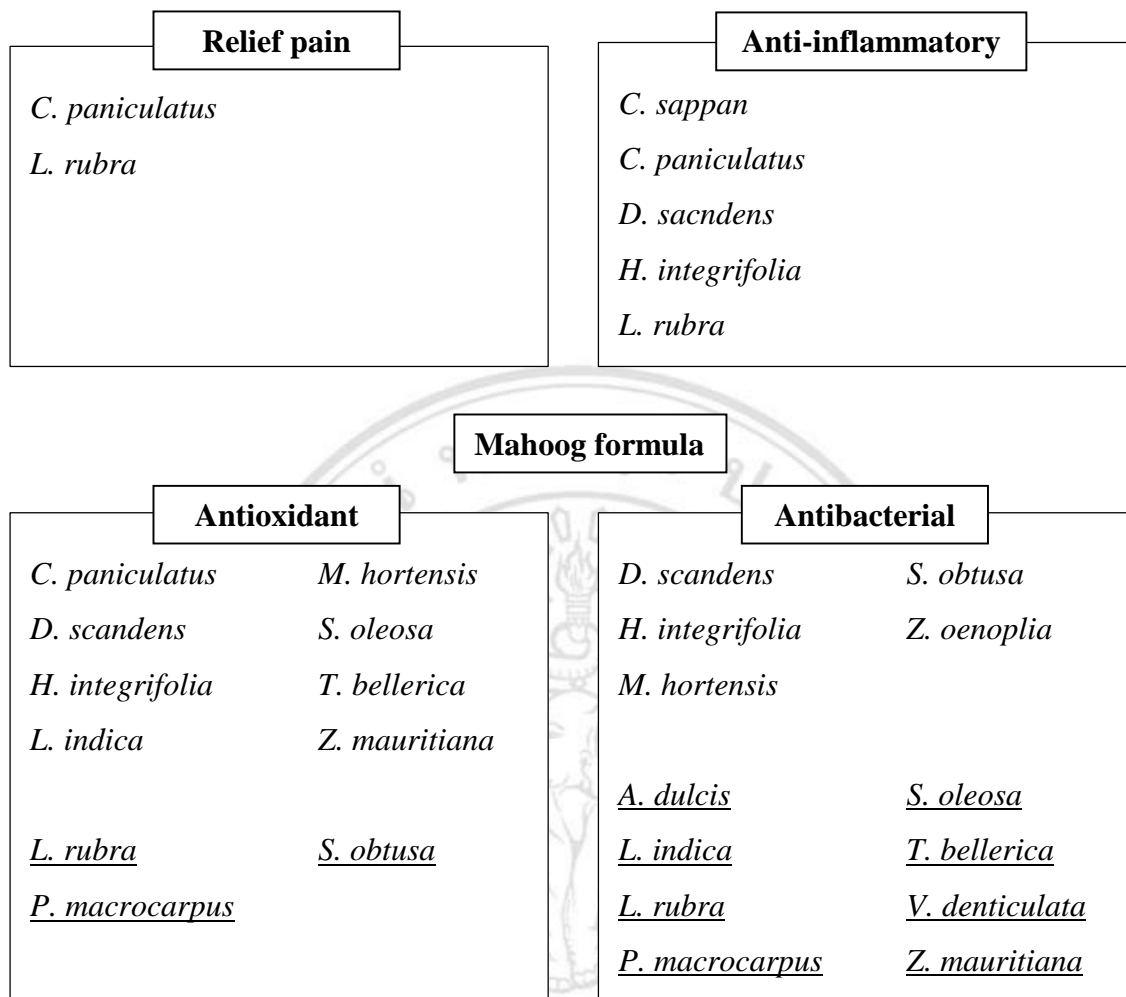 Relief pain
C. paniculatus
L. rubra
Anti-inflammatory
C. sappan
C. paniculatus
D. sacndens
H. integrifolia
L. rubra
Mahoog formula
Antioxidant
C. paniculatus M. hortensis
D. scandens S. oleosa
H. integrifolia T. bellerica
L. indica Z. mauritiana
L. rubra S. obtusa
P. macrocarpus
Antibacterial
D. scandens S. obtusa
H. integrifolia Z. oenoplia
M. hortensis
A. dulcis S. oleosa
L. indica T. bellerica
L. rubra V. denticulata
P. macrocarpus Z. mauritiana